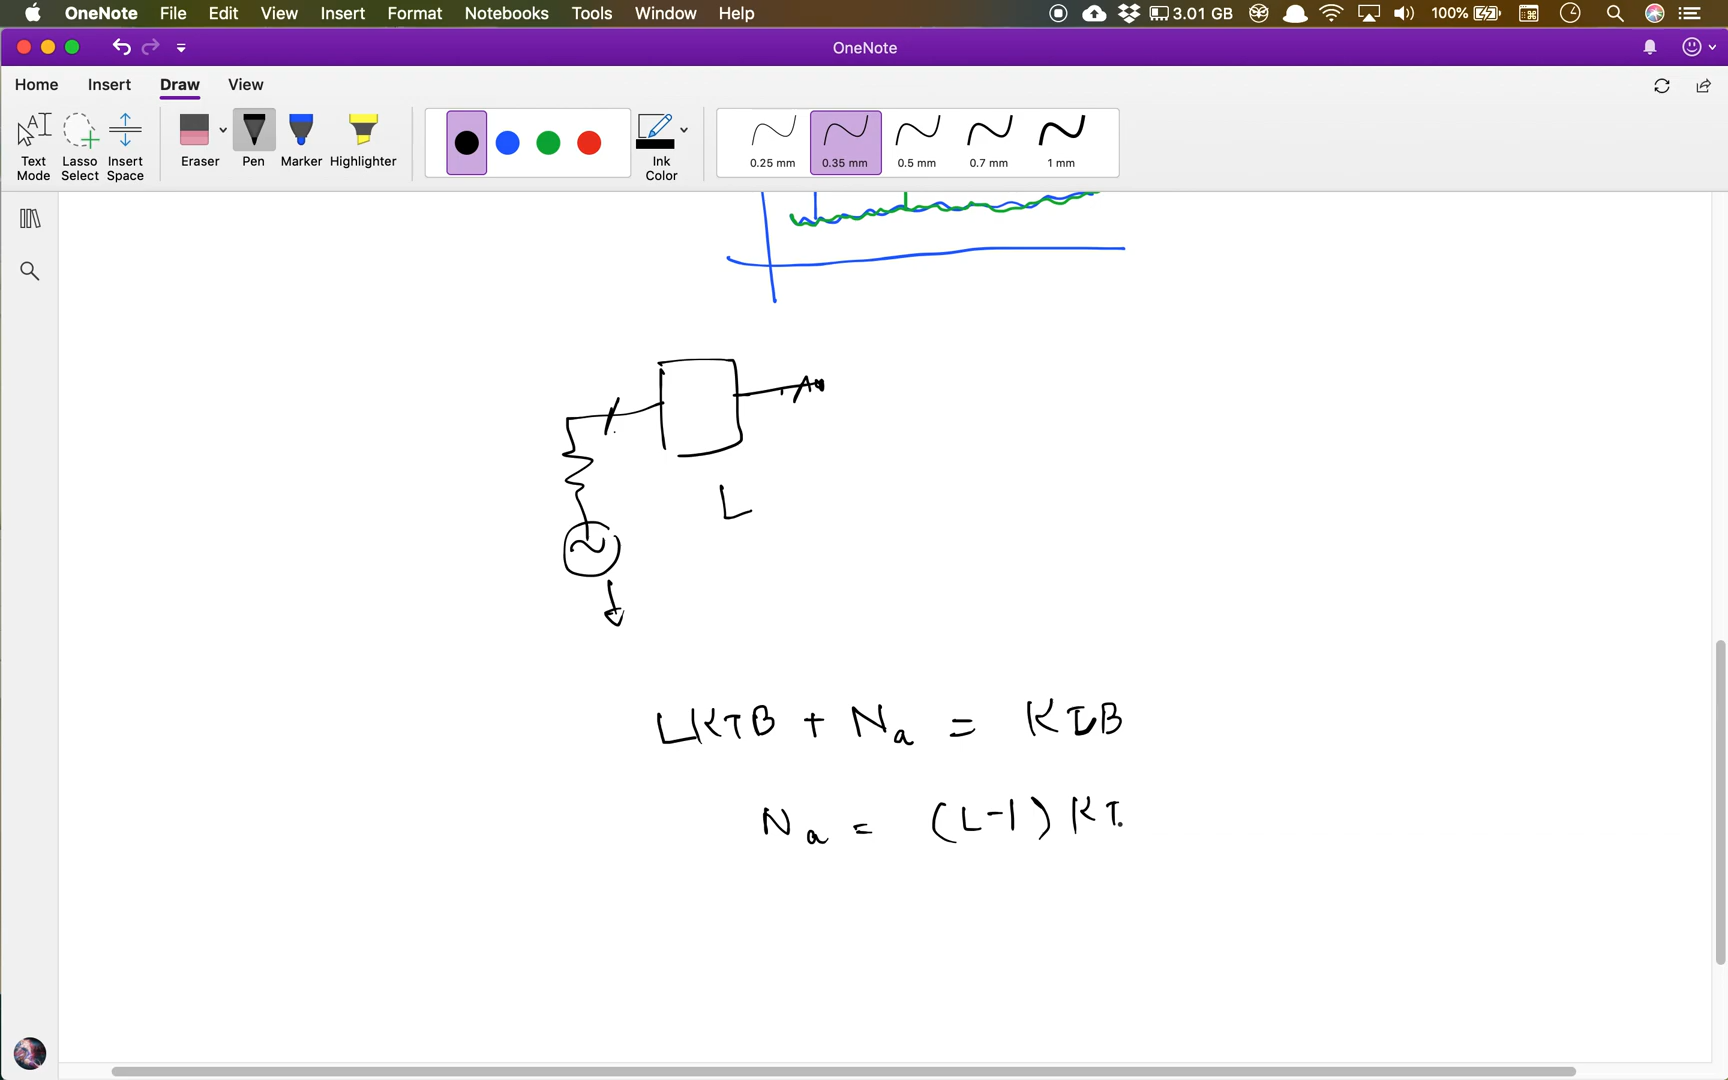 OneNote File Edit View Insert Format Notebooks Tools Window Help 3.01 GB 100%
OneNote
Home Insert Draw View
Text Mode
Lasso Select
Insert Space
Eraser
Pen
Marker
Highlighter
Ink Color
0.25 mm
0.35 mm
0.5 mm
0.7 mm
1 mm
L
LKTB + Na = KTB
Na = (L-1) KT